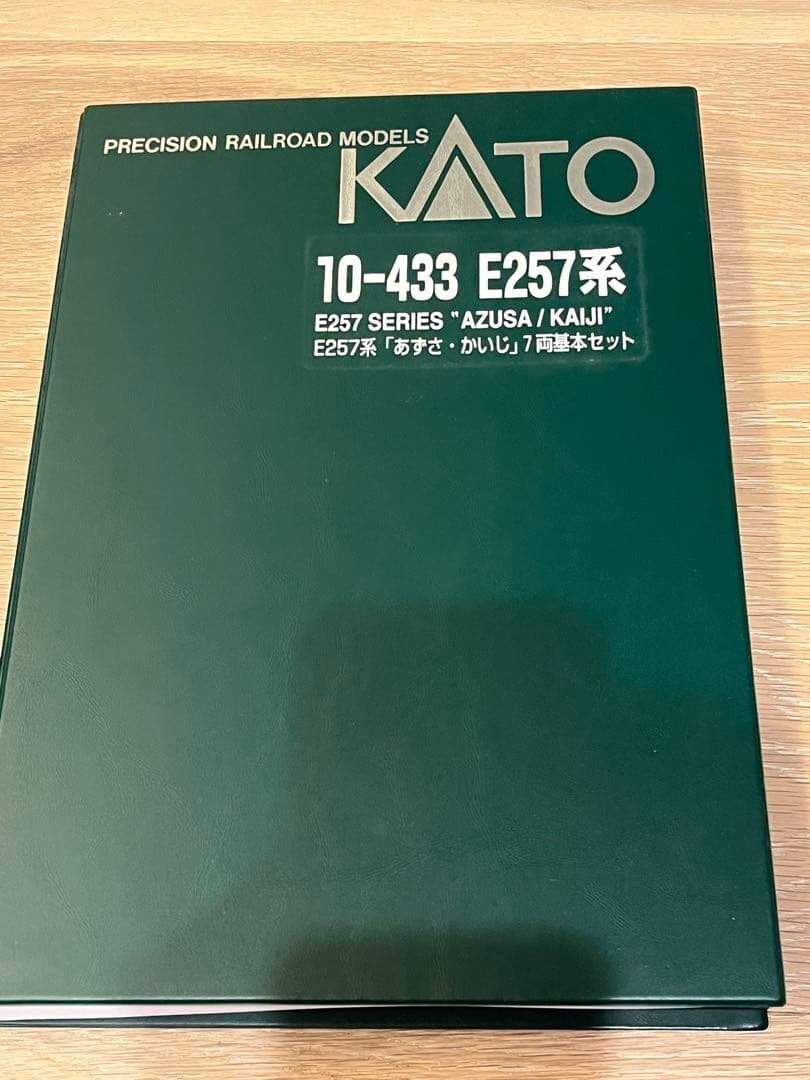 PRECISION RAILROAD MODELS
KATO
10-433 E257系
E257 SERIES "AZUSA / KAIJI"
E257系「あずさ・かいじ」7両基本セット